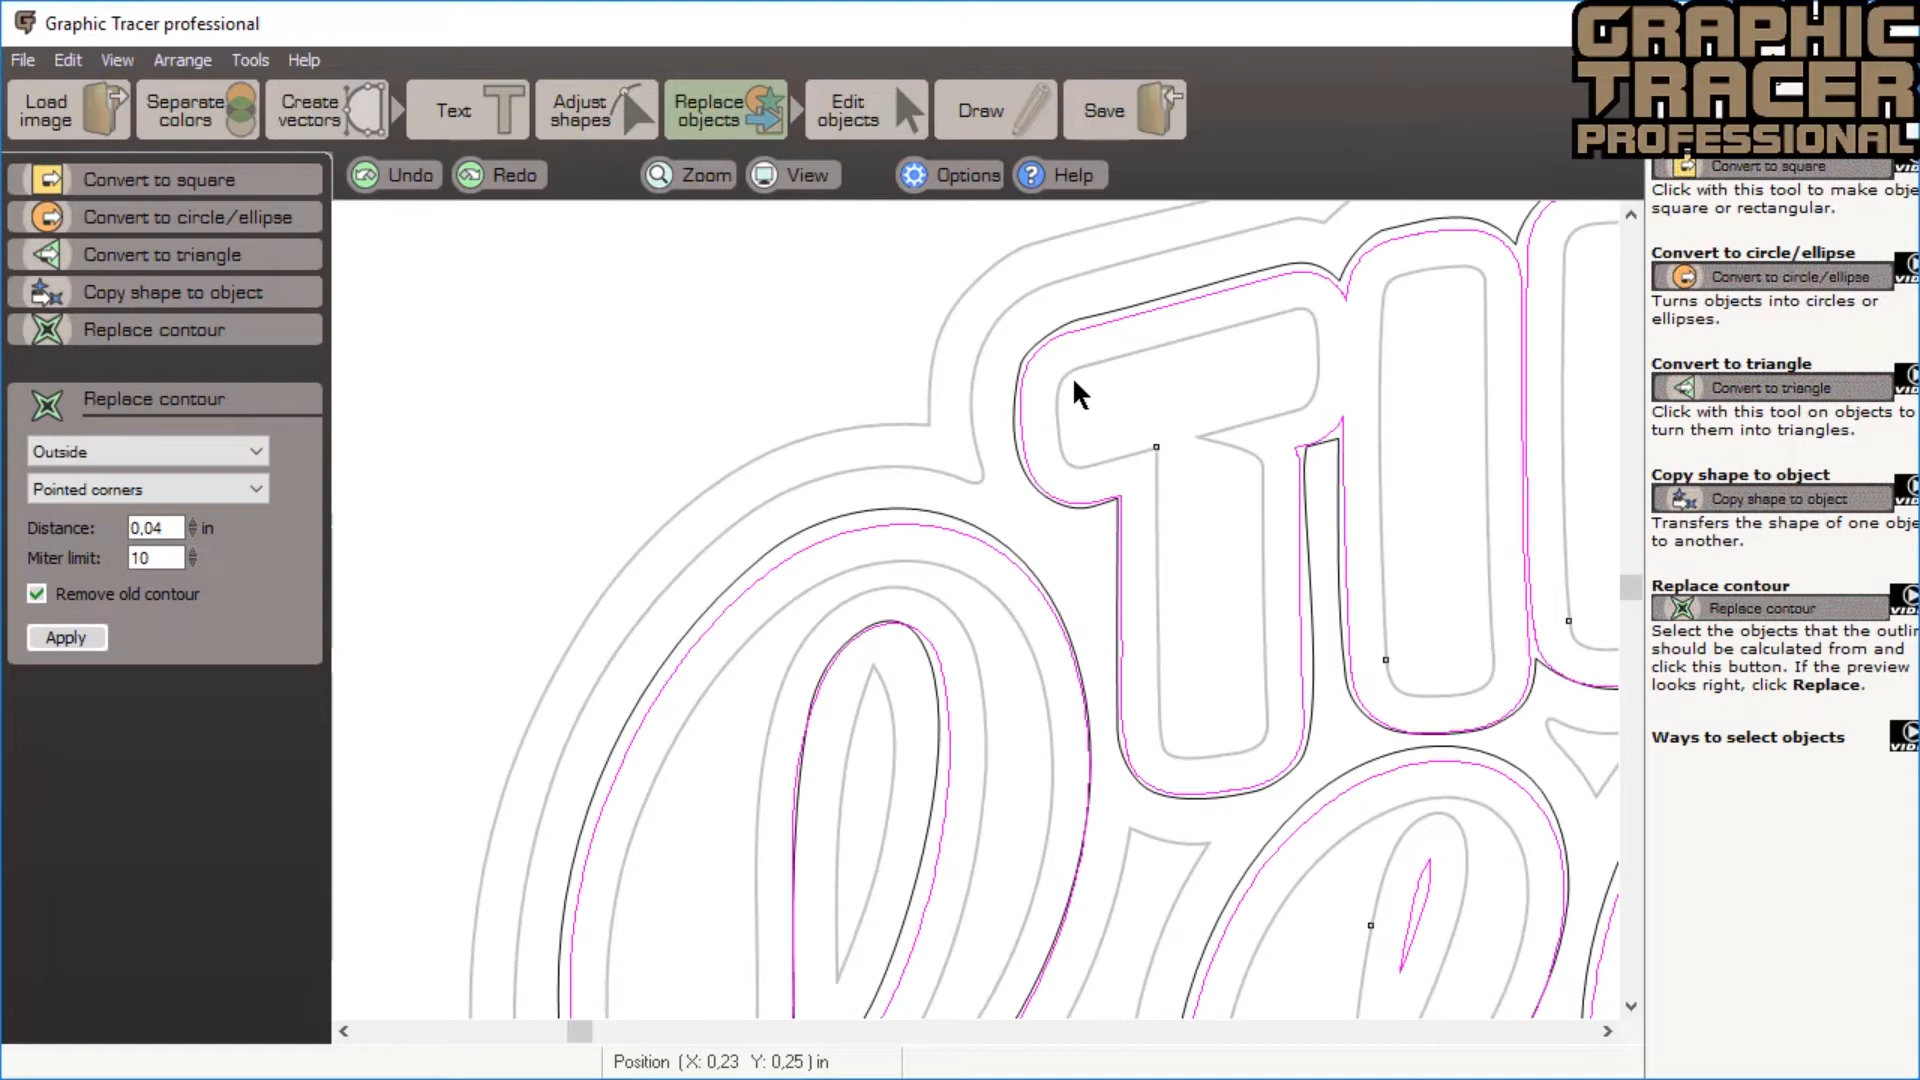 Graphic Tracer professional
GRAPHIC
TRACER
PROFESSIONAL
File Edit View Arrange Tools Help
Load image
Separate colors
Create vectors
Text
Adjust shapes
Replace objects
Edit objects
Draw
Save
Undo Redo Zoom View Options Help
Convert to square
Convert to circle/ellipse
Convert to triangle
Copy shape to object
Replace contour
Replace contour
Outside
Pointed corners
Distance: 0,04 in
Miter limit: 10
Remove old contour
Apply
Convert to square
Click with this tool to make obje
square or rectangular.
Convert to circle/ellipse
Convert to circle/ellipse
Turns objects into circles or
ellipses.
Convert to triangle
Convert to triangle
Click with this tool on objects to
turn them into triangles.
Copy shape to object
Copy shape to object
Transfers the shape of one obje
to another.
Replace contour
Replace contour
Select the objects that the outlin
should be calculated from and
click this button. If the preview
looks right, click Replace.
Ways to select objects
Position ( X: 0,23 Y: 0,25 ) in